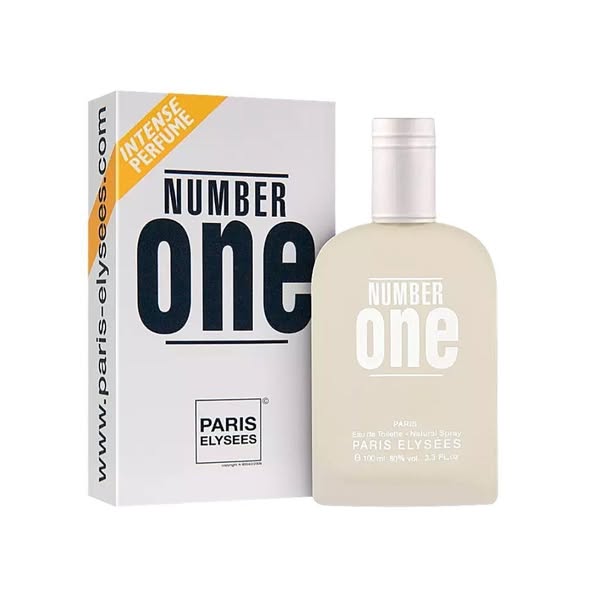 www.paris-elysees.com
INTENSE
PERFUME
NUMBER
one
©
PARIS
ELYSEES
NUMBER
one
PARIS
Eau de Toilette - Natural Spray
PARIS ELYSÉES
100 ml 80% vol. 3.3 FL.oz